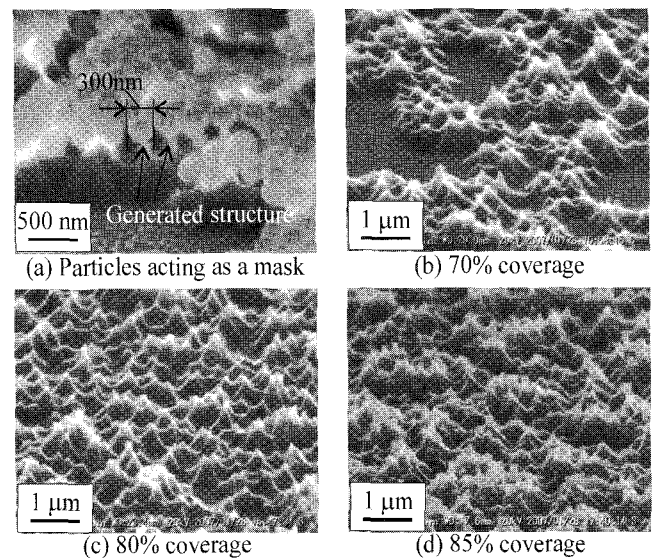 300nm
Generated structure
500 nm
(a) Particles acting as a mask
1 μm
(b) 70% coverage
1 μm
(c) 80% coverage
1 μm
(d) 85% coverage